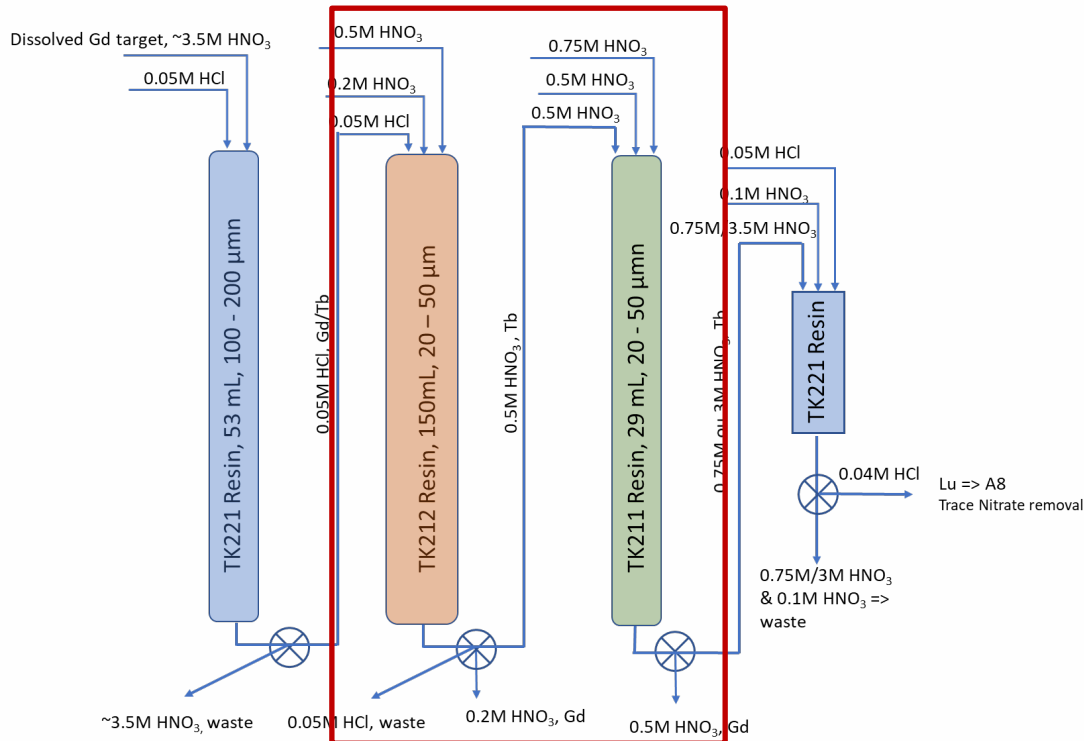 Dissolved Gd target, ~3.5M HNO₃
0.05M HCl
TK221 Resin, 53 mL, 100 - 200 µmn
~3.5M HNO₃, waste
0.05M HCl, Gd/Tb
0.5M HNO₃
0.2M HNO₃
0.05M HCl
TK212 Resin, 150mL, 20 – 50 µm
0.05M HCl, waste
0.2M HNO₃, Gd
0.5M HNO₃, Tb
0.75M HNO₃
0.5M HNO₃
0.5M HNO₃
TK211 Resin, 29 mL, 20 - 50 µmn
0.5M HNO₃, Gd
0.75M ou 3M HNO₃, Tb
0.05M HCl
0.1M HNO₃
0.75M/3.5M HNO₃
TK221 Resin
0.04M HCl
Lu => A8
Trace Nitrate removal
0.75M/3M HNO₃
& 0.1M HNO₃ =>
waste